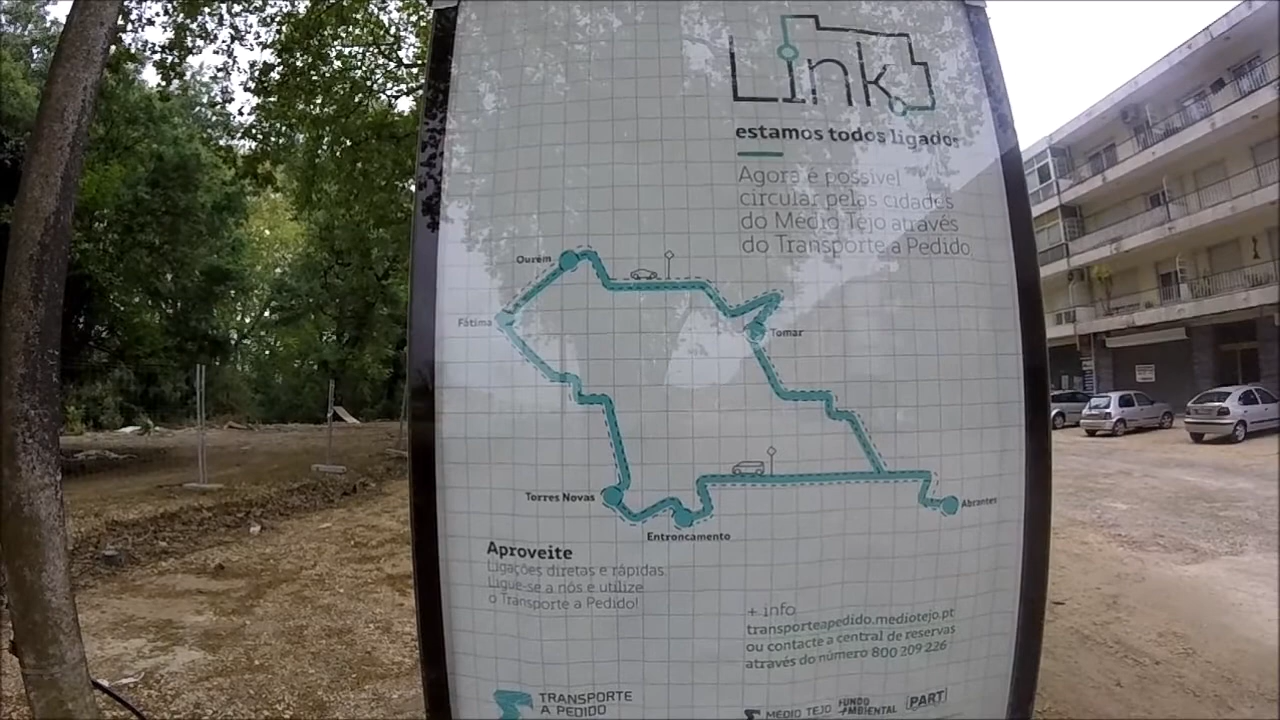 Link
estamos todos ligados
Agora é possível
circular pelas cidades
do Médio Tejo através
do Transporte a Pedido
Ourém
Fátima
Tomar
Torres Novas
Entroncamento
Abrantes
Aproveite
Ligações diretas e rápidas.
Ligue-se a nós e utilize
o Transporte a Pedido!
+ info
transporteapedido.mediotejo.pt
ou contacte a central de reservas
através do número 800 209 226
TRANSPORTE
A PEDIDO
MÉDIO TEJO
FUNDO
AMBIENTAL
PART